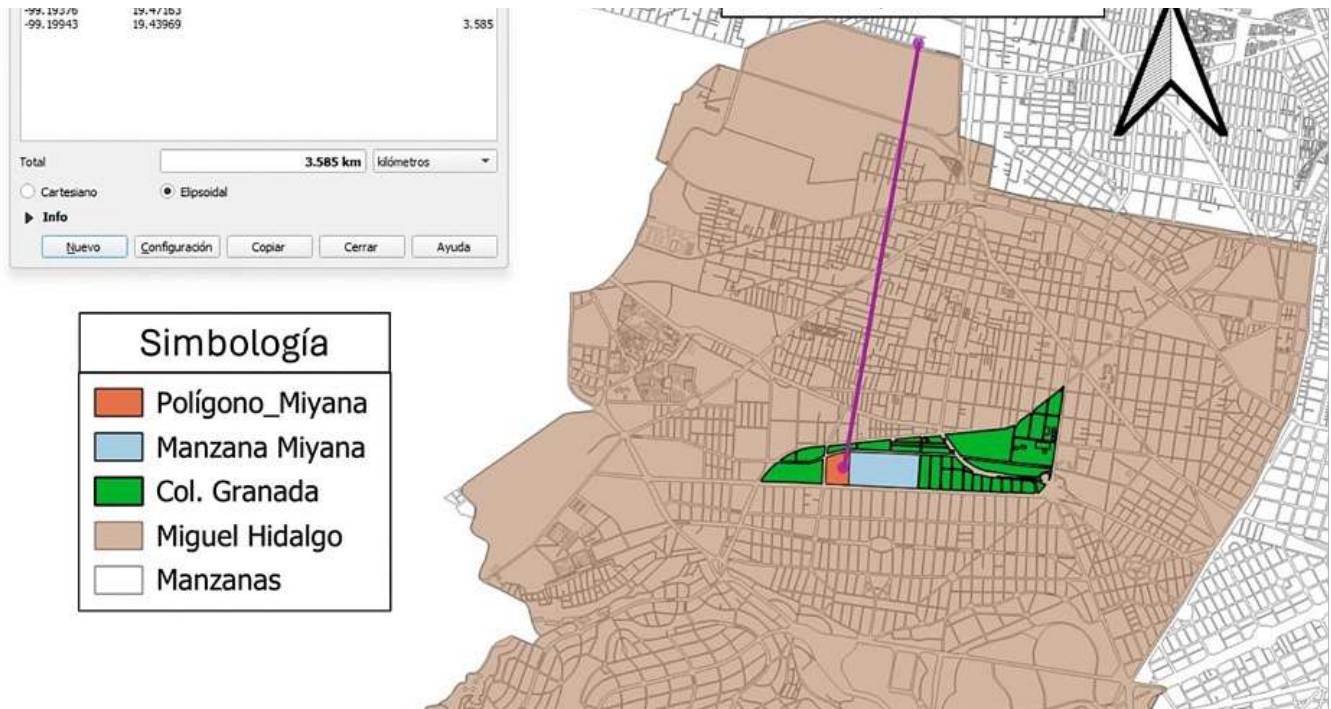 -99.19376 19.47163
-99.19943 19.43969 3.585
Total 3.585 km kilómetros
Cartesiano Elipsoidal
Info
Nuevo Configuración Copiar Cerrar Ayuda
Simbología
Polígono_Miyana
Manzana Miyana
Col. Granada
Miguel Hidalgo
Manzanas